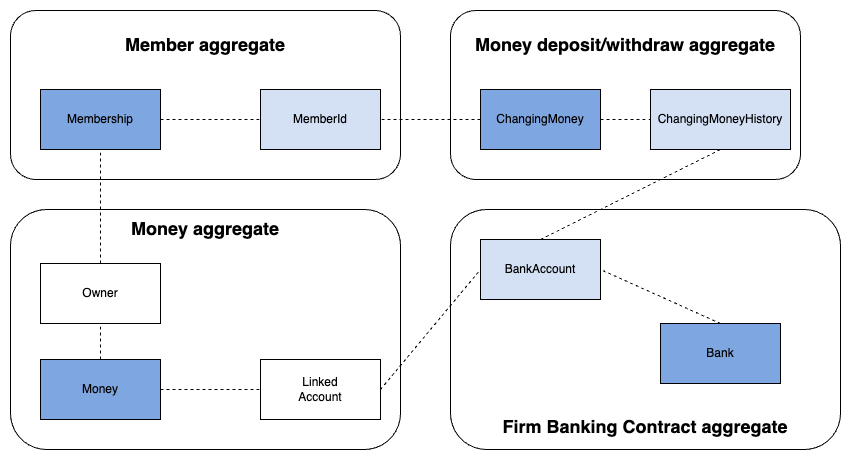 Member aggregate
Membership
MemberId
Money deposit/withdraw aggregate
ChangingMoney
ChangingMoneyHistory
Money aggregate
Owner
Money
Linked
Account
BankAccount
Bank
Firm Banking Contract aggregate